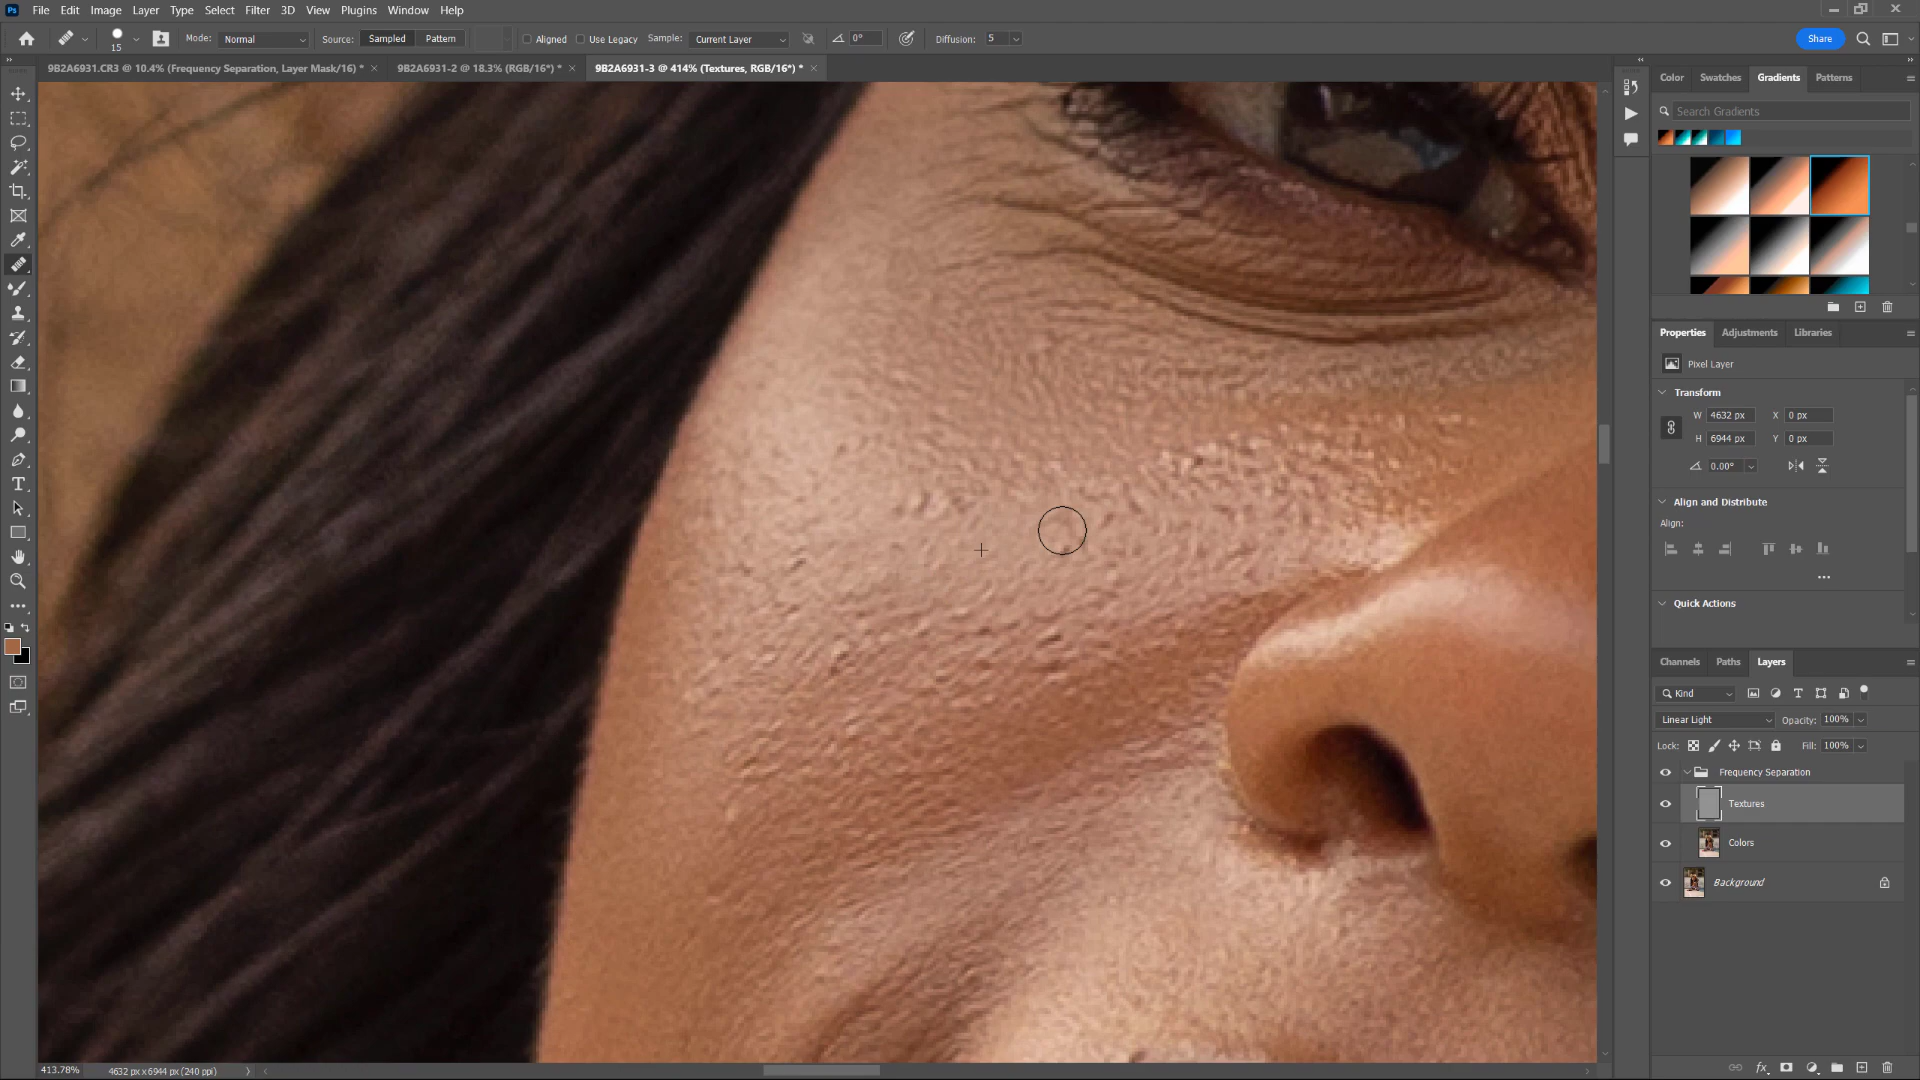 Ps File Edit Image Layer Type Select Filter 3D View Plugins Window Help
15 Mode: Normal Source: Sampled Pattern Aligned Use Legacy Sample: Current Layer 0° Diffusion: 5 Share
9B2A6931.CR3 @ 10.4% (Frequency Separation, Layer Mask/16) * 9B2A6931-2 @ 18.3% (RGB/16*) * 9B2A6931-3 @ 414% (Textures, RGB/16*) *
Color Swatches Gradients Patterns
Search Gradients
Properties Adjustments Libraries
Pixel Layer
Transform
W 4632 px X 0 px
H 6944 px Y 0 px
0.00°
Align and Distribute
Align:
Quick Actions
Channels Paths Layers
Kind
Linear Light Opacity: 100%
Lock: Fill: 100%
Frequency Separation
Textures
Colors
Background
413.78% 4632 px x 6944 px (240 ppi)